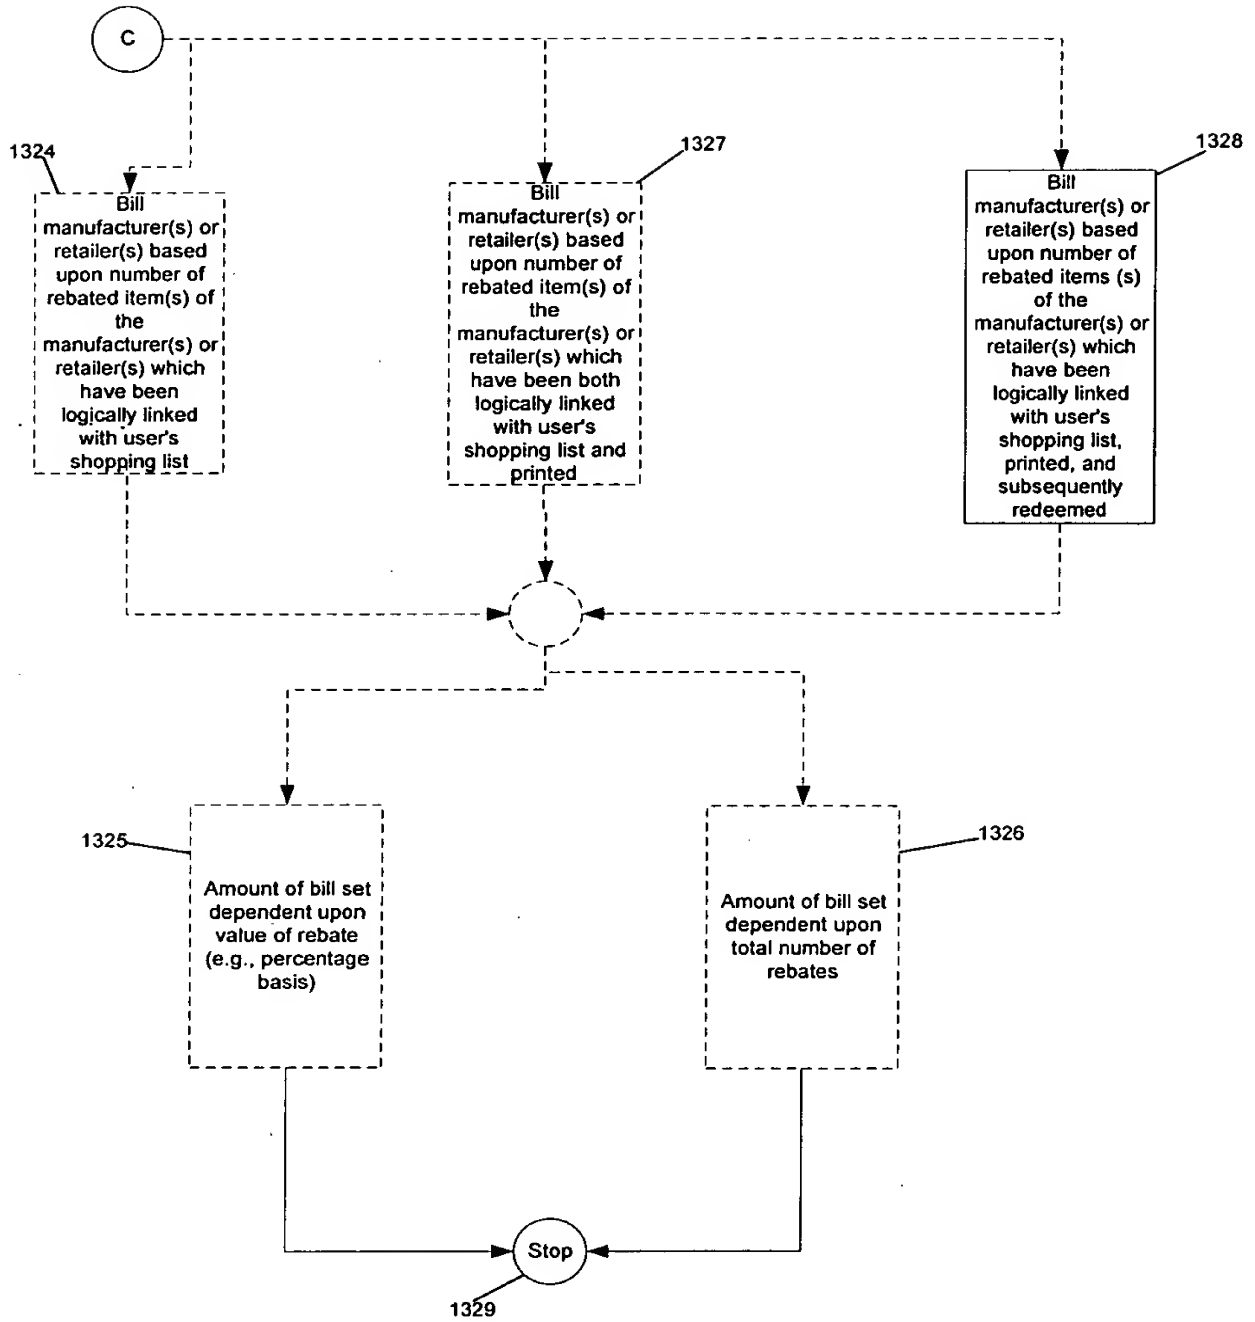 C
1324
Bill
manufacturer(s) or
retailer(s) based
upon number of
rebated item(s) of
the
manufacturer(s) or
retailer(s) which
have been
logically linked
with user's
shopping list
1327
Bill
manufacturer(s) or
retailer(s) based
upon number of
rebated item(s) of
the
manufacturer(s) or
retailer(s) which
have been both
logically linked
with user's
shopping list and
printed
1328
Bill
manufacturer(s) or
retailer(s) based
upon number of
rebated items (s)
of the
manufacturer(s) or
retailer(s) which
have been
logically linked
with user's
shopping list,
printed, and
subsequently
redeemed
1325
Amount of bill set
dependent upon
value of rebate
(e.g., percentage
basis)
1326
Amount of bill set
dependent upon
total number of
rebates
Stop
1329